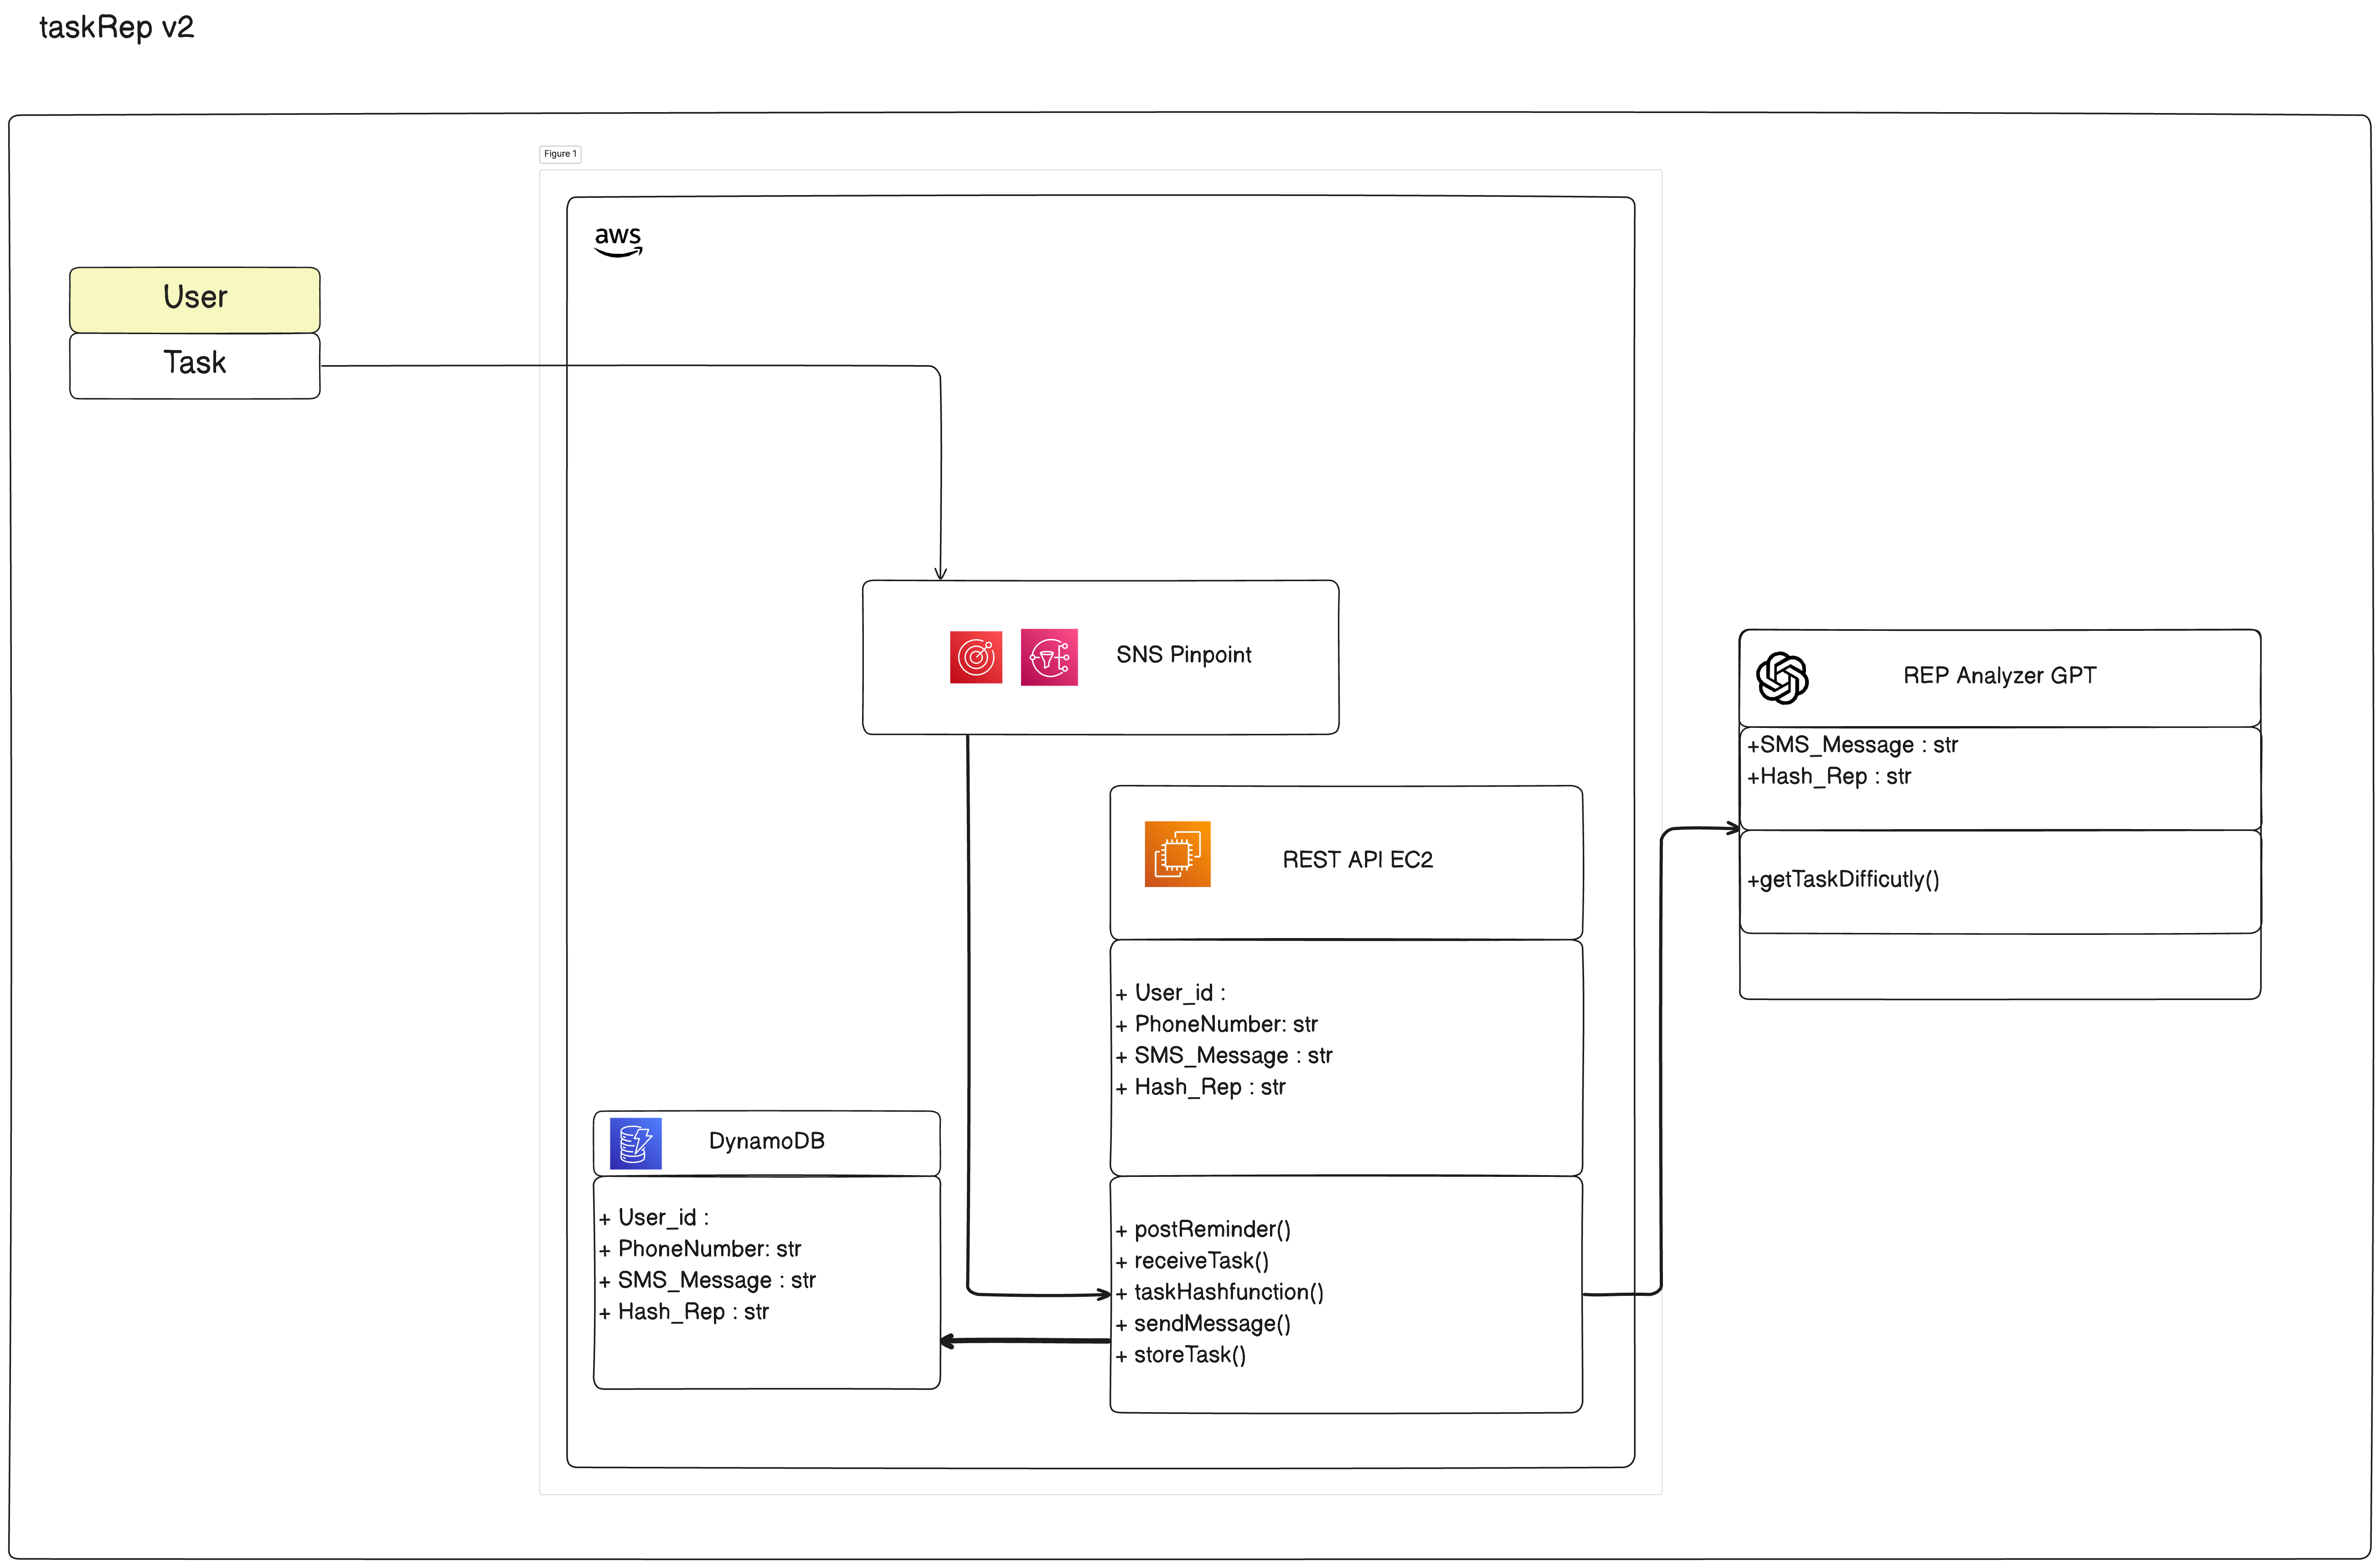 taskRep v2
Figure 1
aws
User
Task
SNS Pinpoint
REP Analyzer GPT
+SMS_Message : str
+Hash_Rep : str
+getTaskDifficutly()
REST API EC2
+ User_id :
+ PhoneNumber: str
+ SMS_Message : str
+ Hash_Rep : str
+ postReminder()
+ receiveTask()
+ taskHashfunction()
+ sendMessage()
+ storeTask()
DynamoDB
+ User_id :
+ PhoneNumber: str
+ SMS_Message : str
+ Hash_Rep : str